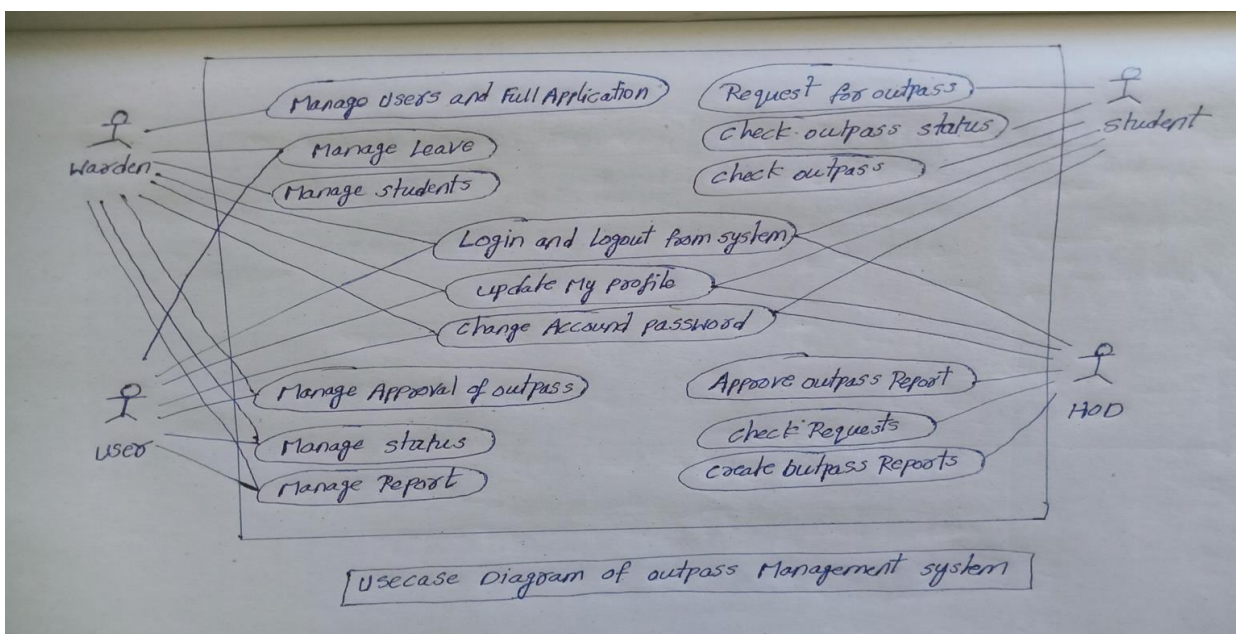 Manage Users and Full Application
Request for outpass
Warden
Student
Manage Leave
check outpass status
Manage students
check outpass
Login and Logout from system
update My profile
change Accound password
Manage Approval of outpass
Approve outpass Report
User
HOD
Manage status
check Requests
Manage Report
create outpass Reports
Usecase Diagram of outpass Management system